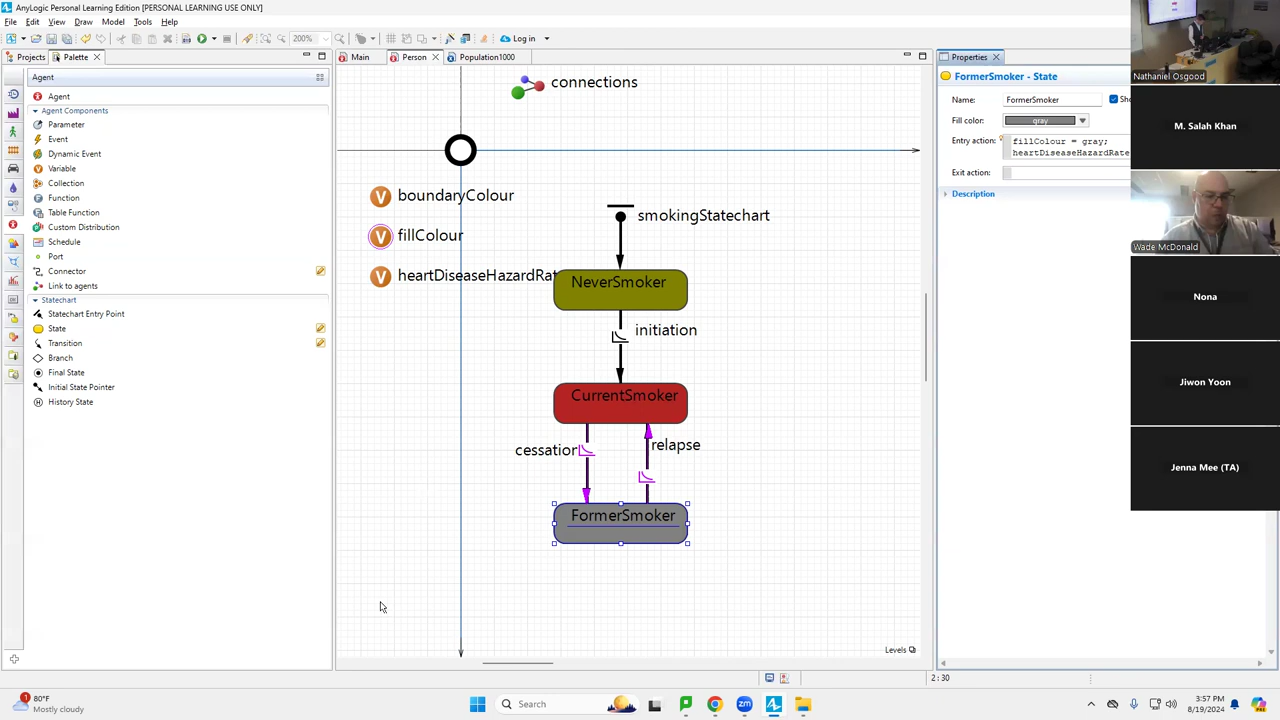 AnyLogic Personal Learning Edition [PERSONAL LEARNING USE ONLY]
File Edit View Draw Model Tools Help
200% Log in
Projects Palette Main Person Population1000 Properties
Agent
Agent
Agent Components
Parameter
Event
Dynamic Event
Variable
Collection
Function
Table Function
Custom Distribution
Schedule
Port
Connector
Link to agents
Statechart
Statechart Entry Point
State
Transition
Branch
Final State
Initial State Pointer
History State
connections
V boundaryColour
V fillColour
V heartDiseaseHazardRat
smokingStatechart
NeverSmoker
initiation
CurrentSmoker
cessation
relapse
FormerSmoker
Levels
FormerSmoker - State
Name: FormerSmoker
Fill color: gray
Entry action: fillColour = gray;
heartDiseaseHazardRate
Exit action:
Description
Nathaniel Osgood
M. Salah Khan
Wade McDonald
Nona
Jiwon Yoon
Jenna Mee (TA)
2 : 30
1
80°F
Mostly cloudy
Search
3:57 PM
8/19/2024